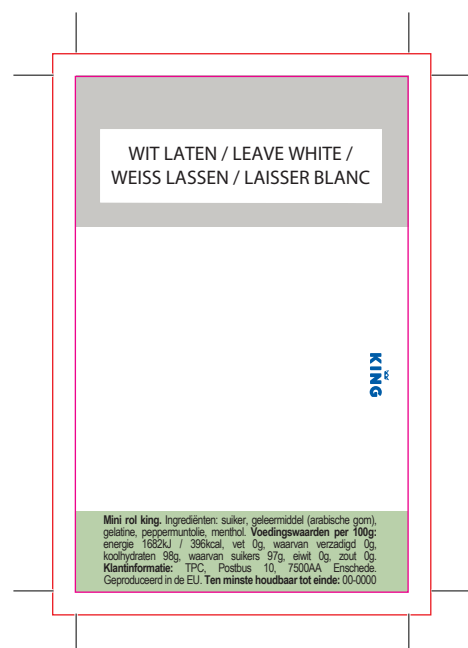 WIT LATEN / LEAVE WHITE /
WEISS LASSEN / LAISSER BLANC
KING
Mini rol king. Ingrediënten: suiker, geleermiddel (arabische gom),
gelatine, peppermuntolie, menthol. Voedingswaarden per 100g:
energie 1682kJ / 396kcal, vet 0g, waarvan verzadigd 0g,
koolhydraten 98g, waarvan suikers 97g, eiwit 0g, zout 0g.
Klantinformatie: TPC, Postbus 10, 7500AA Enschede.
Geproduceerd in de EU. Ten minste houdbaar tot einde: 00-0000